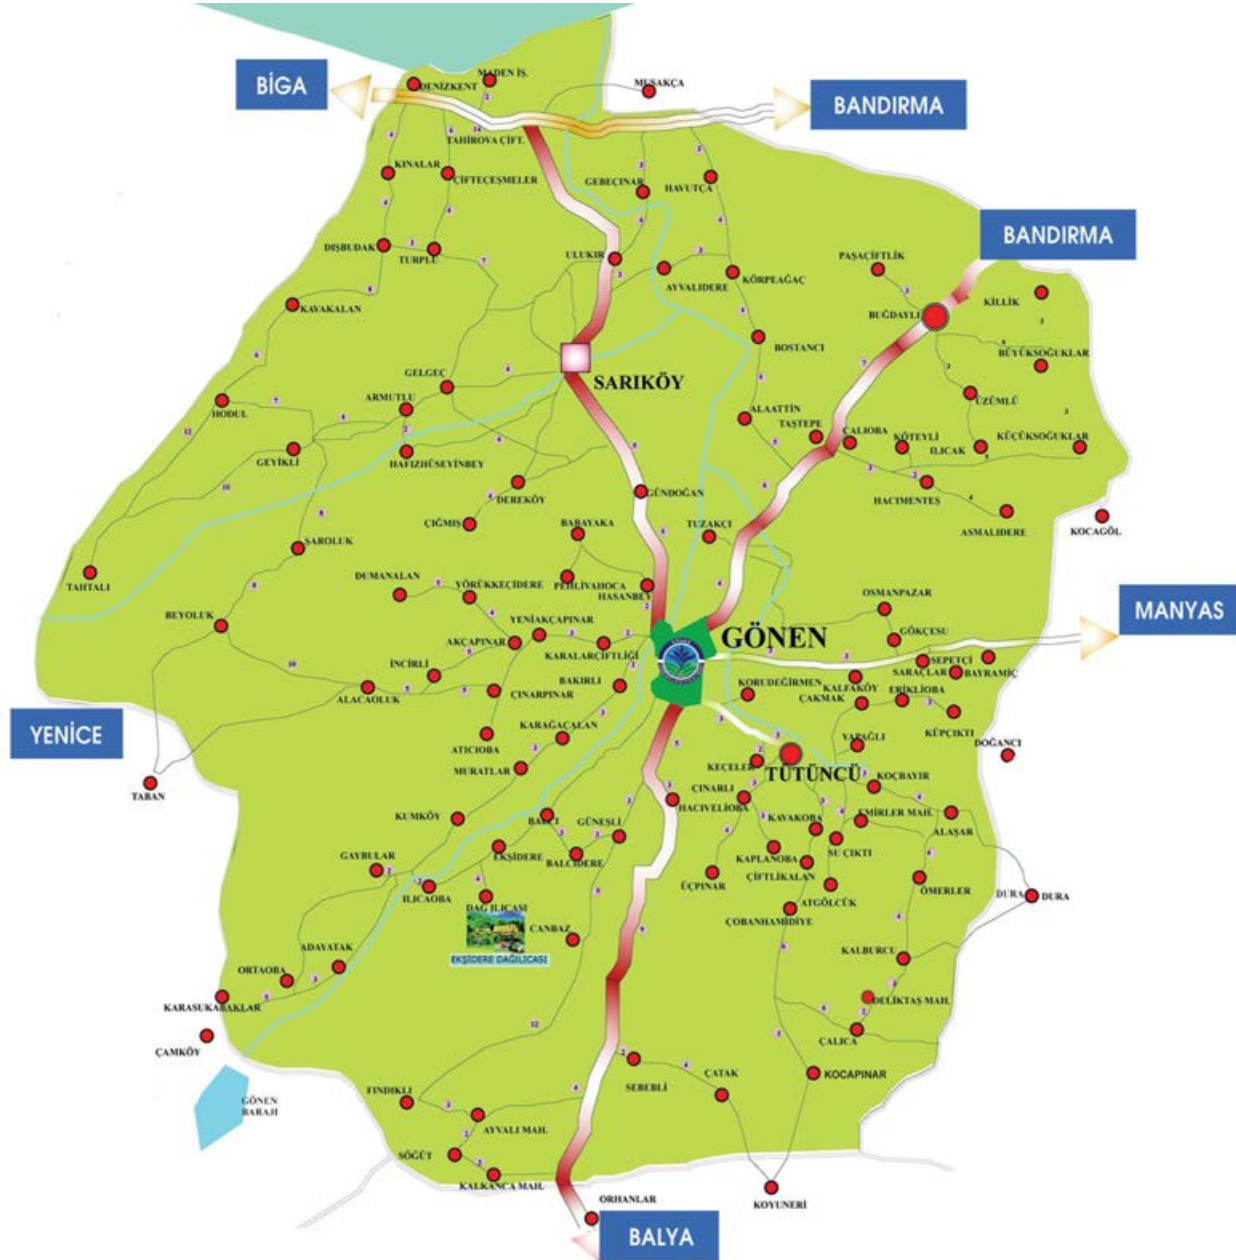 MADEN İŞ.
DENİZKENT
MUSAKÇA
BİGA
BANDIRMA
TAHİROVA ÇİFT.
KINALAR
ÇİFTEÇEŞMELER
GEBEÇINAR
HAVUTÇA
BANDIRMA
DIŞBUDAK
TURPLU
ULUKIR
AYVALIDERE
KÖRPEAĞAÇ
PAŞAÇİFTLİK
KİLLİK
KAVAKALAN
BUĞDAYLI
BOSTANCI
BÜYÜKSOĞUKLAR
SARIKÖY
GELGEÇ
ARMUTLU
HODUL
ÜZÜMLÜ
ALAATTİN
TAŞTEPE
ÇALIOBA
KÖTEYLİ
ILICAK
KÜÇÜKSOĞUKLAR
GEYİKLİ
HAFIZHÜSEYİNBEY
DEREKÖY
GÜNDOĞAN
HACIMENTEŞ
ÇIĞMIŞ
BABAYAKA
TUZAKÇI
ASMALIDERE
KOCAGÖL
ŞAROLUK
TAHTALI
DUMANALAN
YÖRÜKKEÇİDERE
PEHLİVAHOCA
HASANBEY
OSMANPAZAR
MANYAS
BEYOLUK
YENİAKÇAPINAR
AKÇAPINAR
KARALARÇİFTLİĞİ
GÖNEN
GÖKÇESU
SEPETÇİ
SARAÇLAR
BAYRAMİÇ
İNCİRLİ
BAKIRLI
KORUDEĞİRMEN
KALFAKÖY
ÇAKMAK
ERİKLİOBA
ALACAOLUK
ÇINARPINAR
KARAĞAÇALAN
KÜPÇIKTI
YENİCE
ATICIOBA
YAPAĞLI
DOĞANCI
MURATLAR
KEÇELER
TÜTÜNCÜ
KOÇBAYIR
TABAN
ÇINARLI
HACIVELİOBA
KUMKÖY
BALCI
GÜNEŞLİ
KAVAKOBA
EMİRLER MAH.
ALAŞAR
GAYBULAR
EKŞİDERE
BALCIDERE
KAPLANOBA
SU ÇIKTI
ÜÇPINAR
ÇİFTLİKALAN
ILICAOBA
ÖMERLER
DURA
DURA
DAĞ ILICASI
ATGÖLCÜK
ÇOBANHAMİDİYE
CANBAZ
ADAYATAK
EKŞİDERE DAĞILICASI
KALBURCU
ORTAOBA
KARASUKABAKLAR
DELİKTAŞ MAH.
ÇAMKÖY
ÇALICA
SEBEBLİ
ÇATAK
KOCAPINAR
FINDIKLI
GÖNEN
BARAJI
AYVALI MAH.
SÖĞÜT
KALKANCA MAH.
ORHANLAR
KOYUNERİ
BALYA